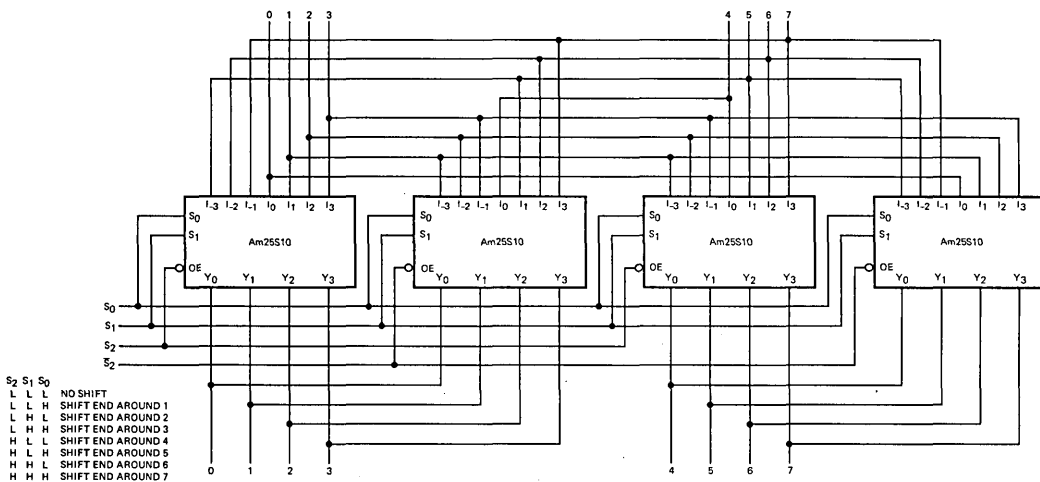 0 1 2 3 4 5 6 7
I-3 I-2 I-1 I0 I1 I2 I3 I-3 I-2 I-1 I0 I1 I2 I3 I-3 I-2 I-1 I0 I1 I2 I3 I-3 I-2 I-1 I0 I1 I2 I3
S0 S0 S0 S0
S1 Am25S10 S1 Am25S10 S1 Am25S10 S1 Am25S10
OE OE OE OE
Y0 Y1 Y2 Y3 Y0 Y1 Y2 Y3 Y0 Y1 Y2 Y3 Y0 Y1 Y2 Y3
S0
S1
S2
S̅2
S2 S1 S0
L L L NO SHIFT
L L H SHIFT END AROUND 1
L H L SHIFT END AROUND 2
L H H SHIFT END AROUND 3
H L L SHIFT END AROUND 4
H L H SHIFT END AROUND 5
H H L SHIFT END AROUND 6
H H H SHIFT END AROUND 7
0 1 2 3 4 5 6 7